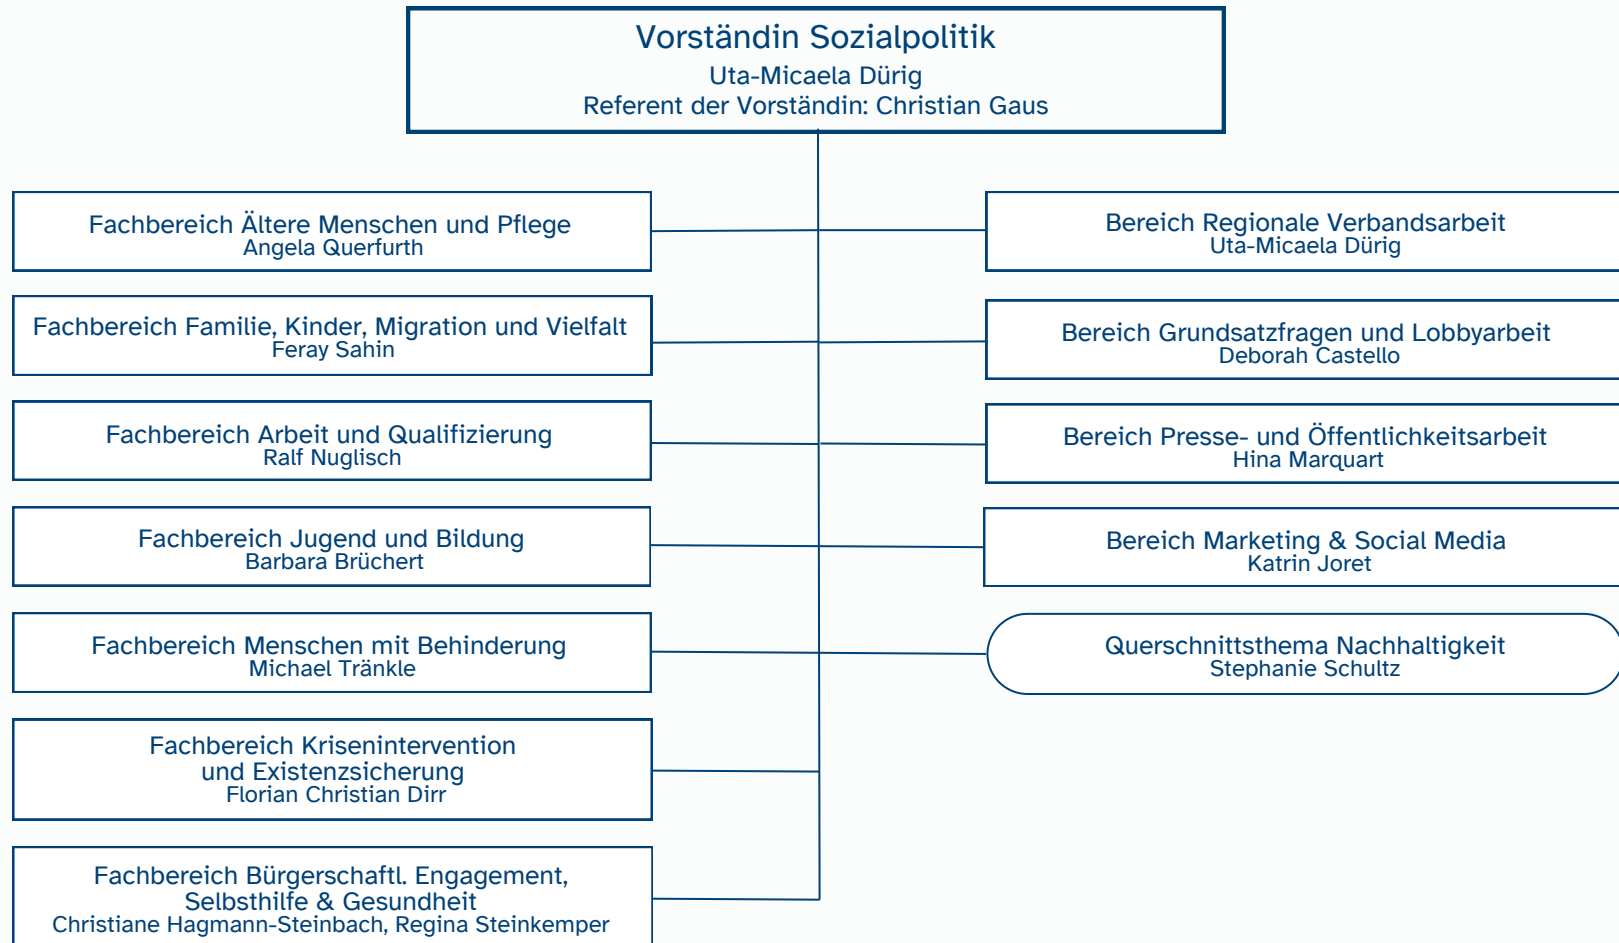 Vorständin Sozialpolitik
Uta-Micaela Dürig
Referent der Vorständin: Christian Gaus
Fachbereich Ältere Menschen und Pflege
Angela Querfurth
Fachbereich Familie, Kinder, Migration und Vielfalt
Feray Sahin
Fachbereich Arbeit und Qualifizierung
Ralf Nuglisch
Fachbereich Jugend und Bildung
Barbara Brüchert
Fachbereich Menschen mit Behinderung
Michael Tränkle
Fachbereich Krisenintervention
und Existenzsicherung
Florian Christian Dirr
Fachbereich Bürgerschaftl. Engagement,
Selbsthilfe & Gesundheit
Christiane Hagmann-Steinbach, Regina Steinkemper
Bereich Regionale Verbandsarbeit
Uta-Micaela Dürig
Bereich Grundsatzfragen und Lobbyarbeit
Deborah Castello
Bereich Presse- und Öffentlichkeitsarbeit
Hina Marquart
Bereich Marketing & Social Media
Katrin Joret
Querschnittsthema Nachhaltigkeit
Stephanie Schultz